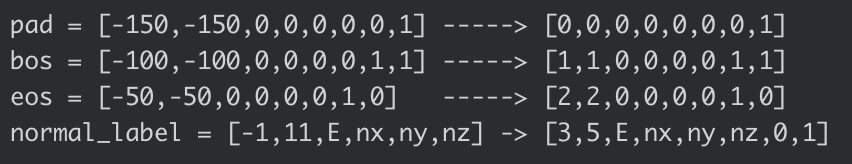 pad = [-150,-150,0,0,0,0,0,1] -----> [0,0,0,0,0,0,0,1]
bos = [-100,-100,0,0,0,0,1,1] -----> [1,1,0,0,0,0,1,1]
eos = [-50,-50,0,0,0,0,1,0]   -----> [2,2,0,0,0,0,1,0]
normal_label = [-1,11,E,nx,ny,nz] -> [3,5,E,nx,ny,nz,0,1]